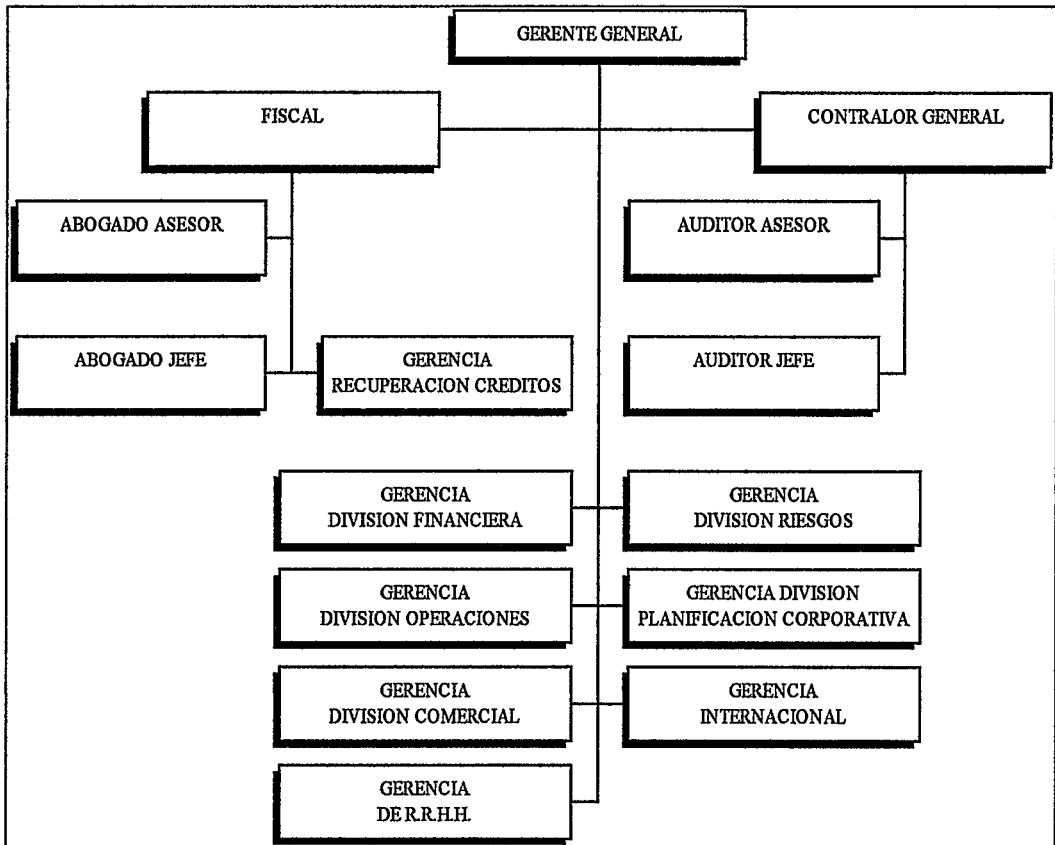 GERENTE GENERAL
FISCAL
CONTRALOR GENERAL
ABOGADO ASESOR
AUDITOR ASESOR
ABOGADO JEFE
GERENCIA
RECUPERACION CREDITOS
AUDITOR JEFE
GERENCIA
DIVISION FINANCIERA
GERENCIA
DIVISION RIESGOS
GERENCIA
DIVISION OPERACIONES
GERENCIA DIVISION
PLANIFICACION CORPORATIVA
GERENCIA
DIVISION COMERCIAL
GERENCIA
INTERNACIONAL
GERENCIA
DE R.R.H.H.